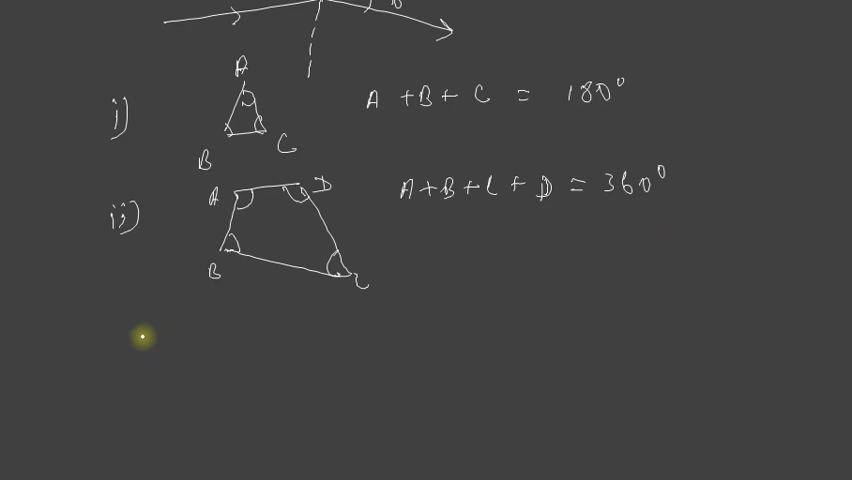 A
i) A + B + C = 180°
B C
A D
ii) A + B + C + D = 360°
B C